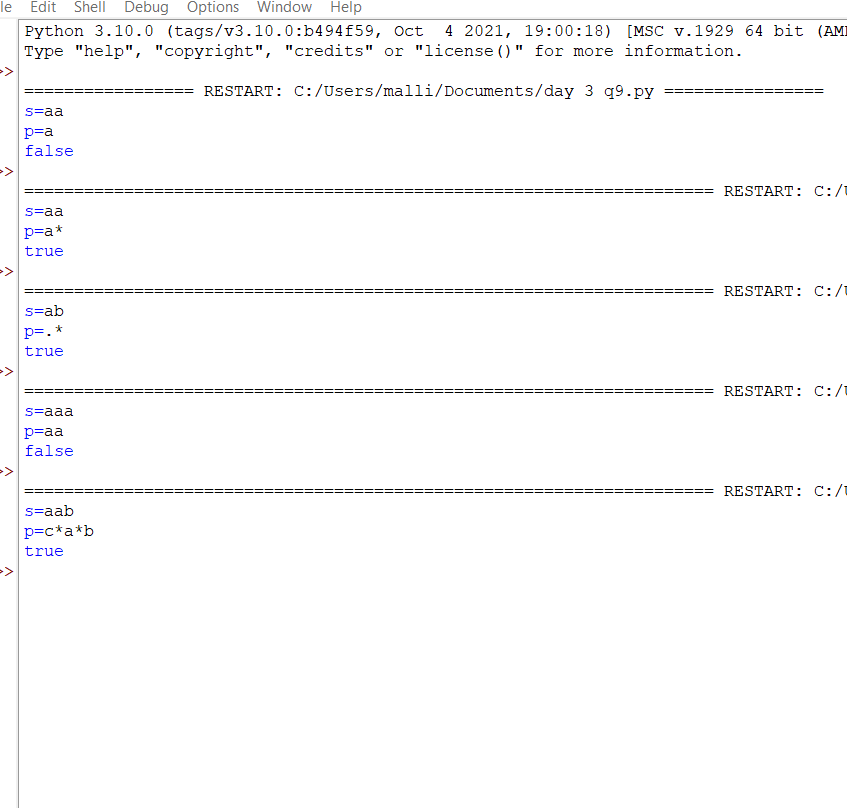 le Edit Shell Debug Options Window Help
Python 3.10.0 (tags/v3.10.0:b494f59, Oct  4 2021, 19:00:18) [MSC v.1929 64 bit (AM
Type "help", "copyright", "credits" or "license()" for more information.
>>
================= RESTART: C:/Users/malli/Documents/day 3 q9.py ================
s=aa
p=a
false
>>
===================================================================== RESTART: C:/U
s=aa
p=a*
true
>>
===================================================================== RESTART: C:/U
s=ab
p=.*
true
>>
===================================================================== RESTART: C:/U
s=aaa
p=aa
false
>>
===================================================================== RESTART: C:/U
s=aab
p=c*a*b
true
>>